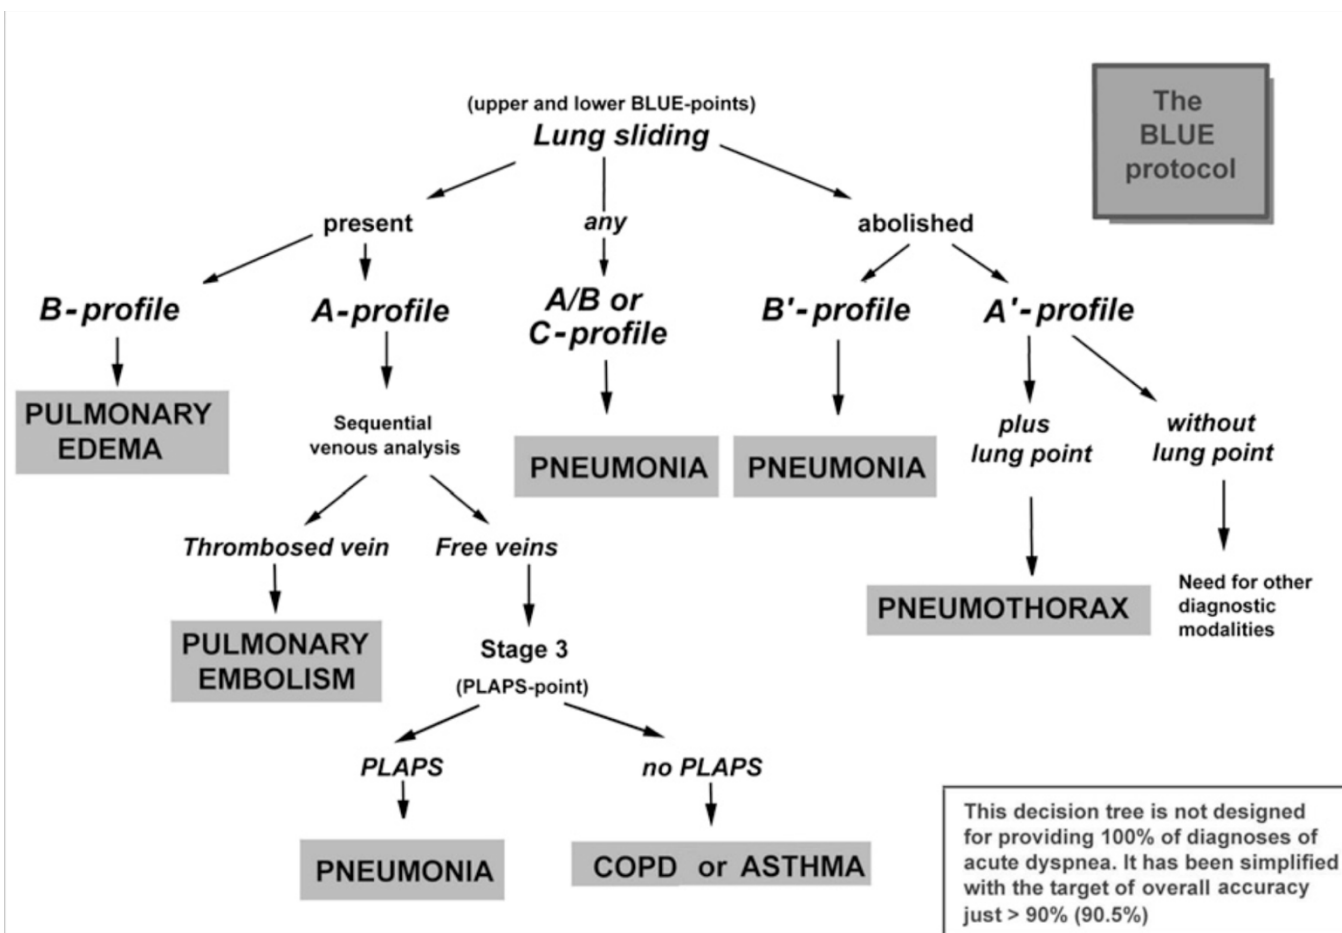 (upper and lower BLUE-points)
Lung sliding
The
BLUE
protocol
present
any
abolished
B-profile
A-profile
A/B or
C-profile
B'-profile
A'-profile
PULMONARY
EDEMA
Sequential
venous analysis
PNEUMONIA
PNEUMONIA
plus
lung point
without
lung point
Thrombosed vein
Free veins
PULMONARY
EMBOLISM
Stage 3
(PLAPS-point)
PNEUMOTHORAX
Need for other
diagnostic
modalities
PLAPS
no PLAPS
PNEUMONIA
COPD or ASTHMA
This decision tree is not designed
for providing 100% of diagnoses of
acute dyspnea. It has been simplified
with the target of overall accuracy
just > 90% (90.5%)